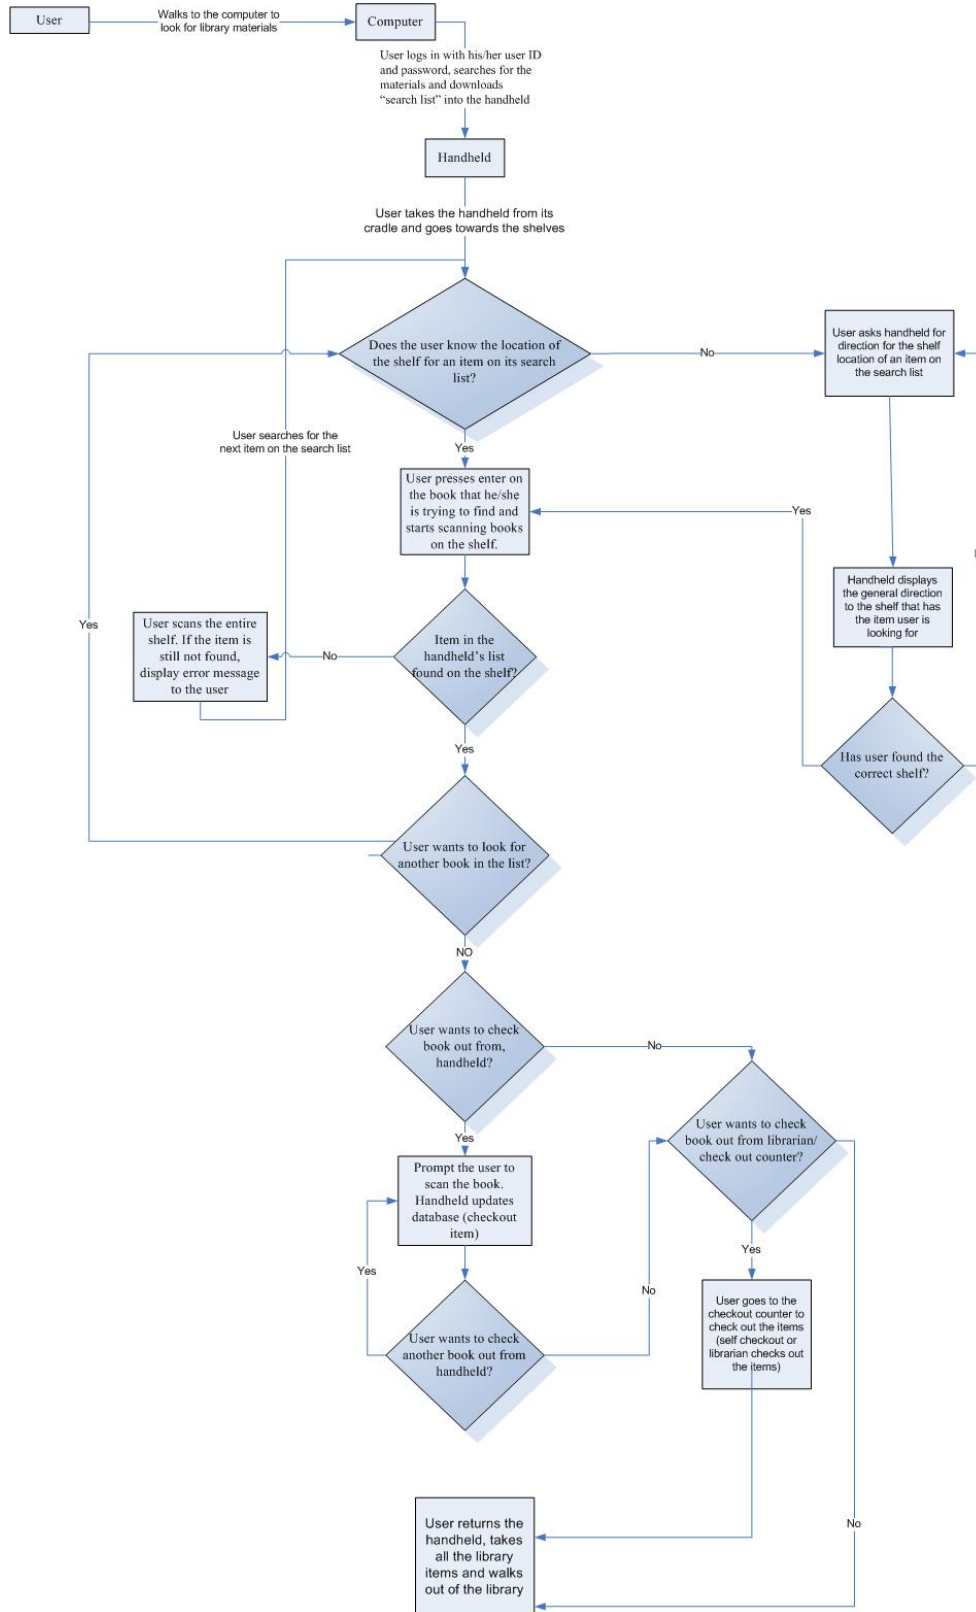 User
Walks to the computer to
look for library materials
Computer
User logs in with his/her user ID
and password, searches for the
materials and downloads
“search list” into the handheld
Handheld
User takes the handheld from its
cradle and goes towards the shelves
Does the user know the location of
the shelf for an item on its search
list?
No
User asks handheld for
direction for the shelf
location of an item on
the search list
User searches for the
next item on the search list
Yes
User presses enter on
the book that he/she
is trying to find and
starts scanning books
on the shelf.
Yes
Handheld displays
the general direction
to the shelf that has
the item user is
looking for
Yes
User scans the entire
shelf. If the item is
still not found,
display error message
to the user
No
Item in the
handheld’s list
found on the shelf?
Has user found the
correct shelf?
Yes
User wants to look for
another book in the list?
NO
User wants to check
book out from,
handheld?
No
User wants to check
book out from librarian/
check out counter?
Yes
Prompt the user to
scan the book.
Handheld updates
database (checkout
item)
Yes
Yes
No
User goes to the
checkout counter to
check out the items
(self checkout or
librarian checks out
the items)
User wants to check
another book out from
handheld?
User returns the
handheld, takes
all the library
items and walks
out of the library
No